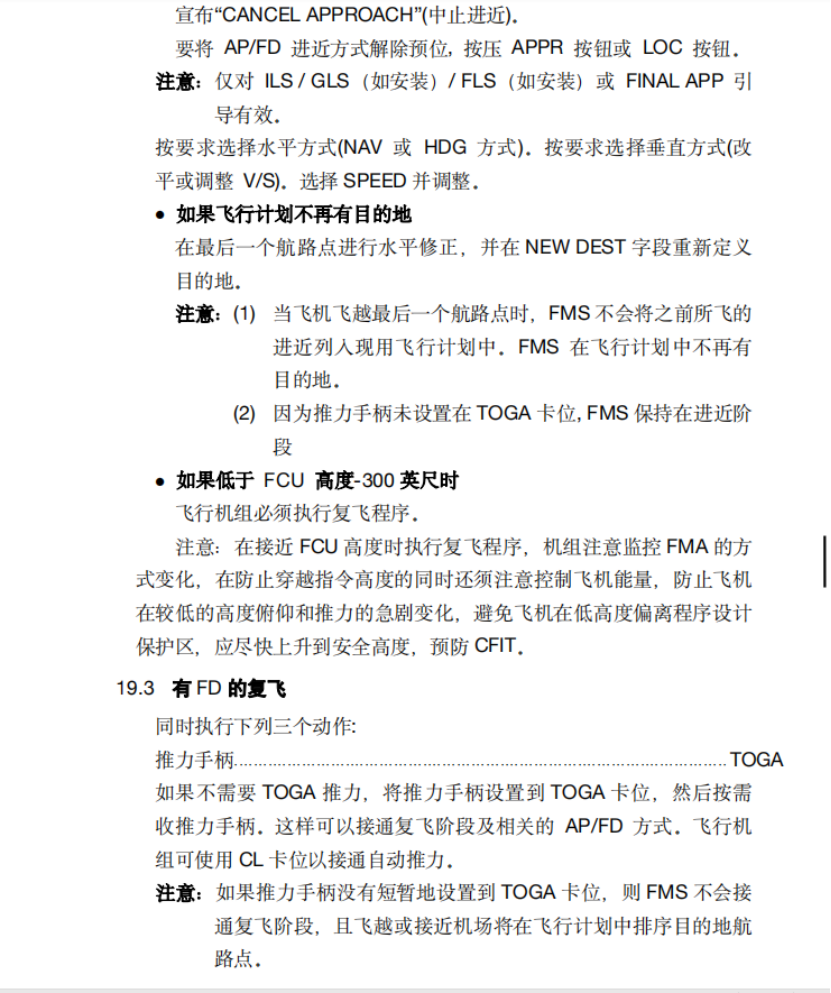 宣布“CANCEL APPROACH”(中止进近)。
要将 AP/FD 进近方式解除预位, 按压 APPR 按钮或 LOC 按钮。
注意：仅对 ILS / GLS（如安装）/ FLS（如安装）或 FINAL APP 引
导有效。
按要求选择水平方式(NAV 或 HDG 方式)。按要求选择垂直方式(改
平或调整 V/S)。选择 SPEED 并调整。
• 如果飞行计划不再有目的地
在最后一个航路点进行水平修正，并在 NEW DEST 字段重新定义
目的地。
注意：(1) 当飞机飞越最后一个航路点时，FMS 不会将之前所飞的
进近列入现用飞行计划中。FMS 在飞行计划中不再有
目的地。
(2) 因为推力手柄未设置在 TOGA 卡位, FMS 保持在进近阶
段
• 如果低于 FCU 高度-300 英尺时
飞行机组必须执行复飞程序。
注意：在接近 FCU 高度时执行复飞程序，机组注意监控 FMA 的方
式变化，在防止穿越指令高度的同时还须注意控制飞机能量，防止飞机
在较低的高度俯仰和推力的急剧变化，避免飞机在低高度偏离程序设计
保护区，应尽快上升到安全高度，预防 CFIT。
19.3 有 FD 的复飞
同时执行下列三个动作:
推力手柄.......................................................................................TOGA
如果不需要 TOGA 推力，将推力手柄设置到 TOGA 卡位，然后按需
收推力手柄。这样可以接通复飞阶段及相关的 AP/FD 方式。飞行机
组可使用 CL 卡位以接通自动推力。
注意：如果推力手柄没有短暂地设置到 TOGA 卡位，则 FMS 不会接
通复飞阶段，且飞越或接近机场将在飞行计划中排序目的地航
路点。